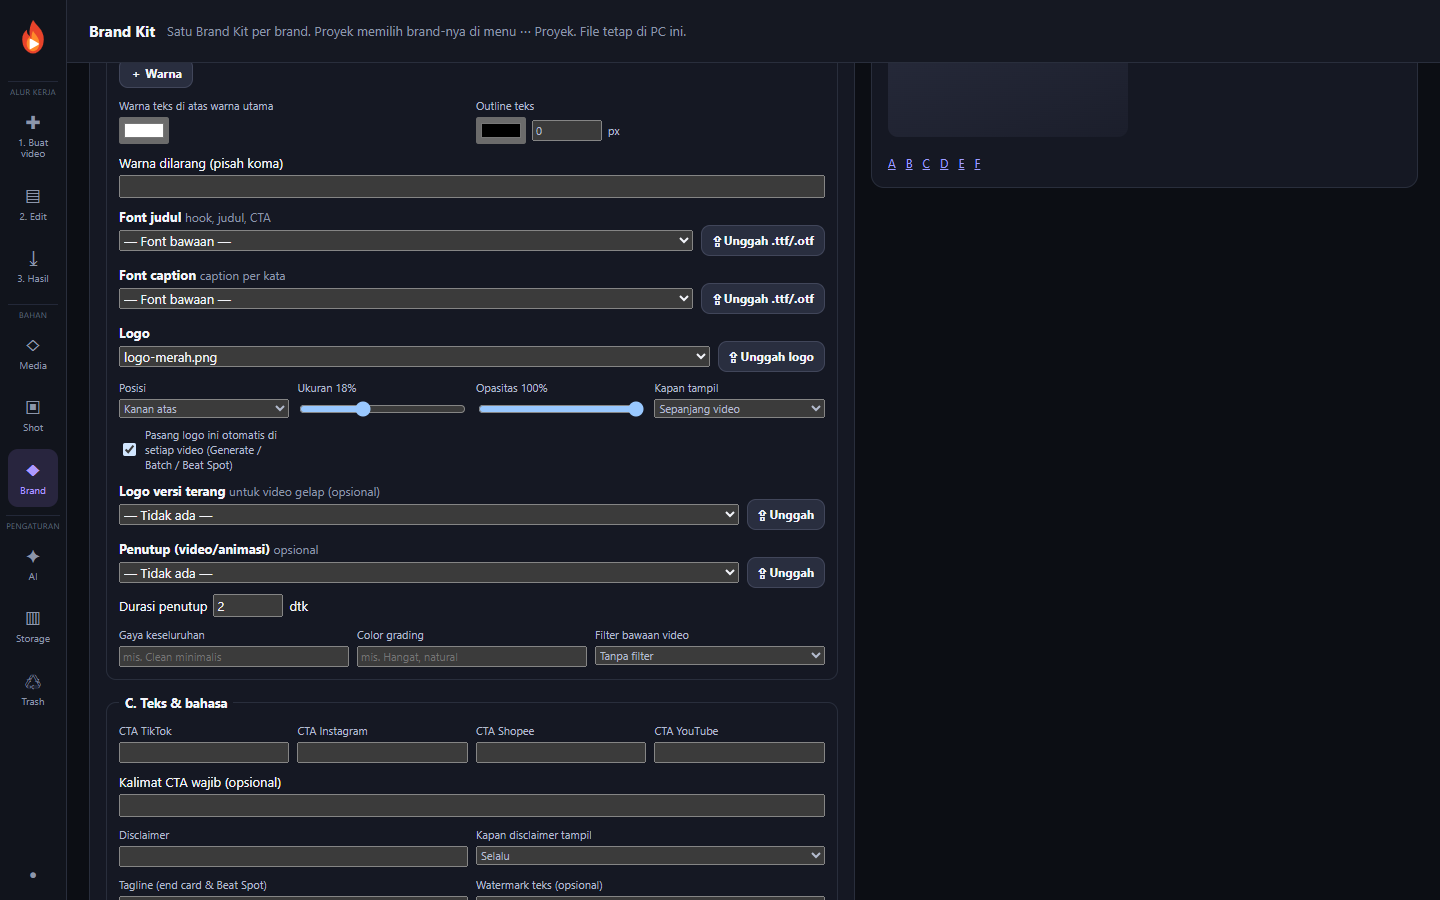 Brand Kit Satu Brand Kit per brand. Proyek memilih brand-nya di menu ··· Proyek. File tetap di PC ini.
ALUR KERJA
1. Buat
video
2. Edit
3. Hasil
BAHAN
Media
Shot
Brand
PENGATURAN
AI
Storage
Trash
+ Warna
Warna teks di atas warna utama
Outline teks
0 px
Warna dilarang (pisah koma)
Font judul hook, judul, CTA
— Font bawaan —
Unggah .ttf/.otf
Font caption caption per kata
— Font bawaan —
Unggah .ttf/.otf
Logo
logo-merah.png
Unggah logo
Posisi
Ukuran 18%
Opasitas 100%
Kapan tampil
Kanan atas
Sepanjang video
Pasang logo ini otomatis di
setiap video (Generate /
Batch / Beat Spot)
Logo versi terang untuk video gelap (opsional)
— Tidak ada —
Unggah
Penutup (video/animasi) opsional
— Tidak ada —
Unggah
Durasi penutup 2 dtk
Gaya keseluruhan
Color grading
Filter bawaan video
mis. Clean minimalis
mis. Hangat, natural
Tanpa filter
C. Teks & bahasa
CTA TikTok
CTA Instagram
CTA Shopee
CTA YouTube
Kalimat CTA wajib (opsional)
Disclaimer
Kapan disclaimer tampil
Selalu
Tagline (end card & Beat Spot)
Watermark teks (opsional)
A B C D E F